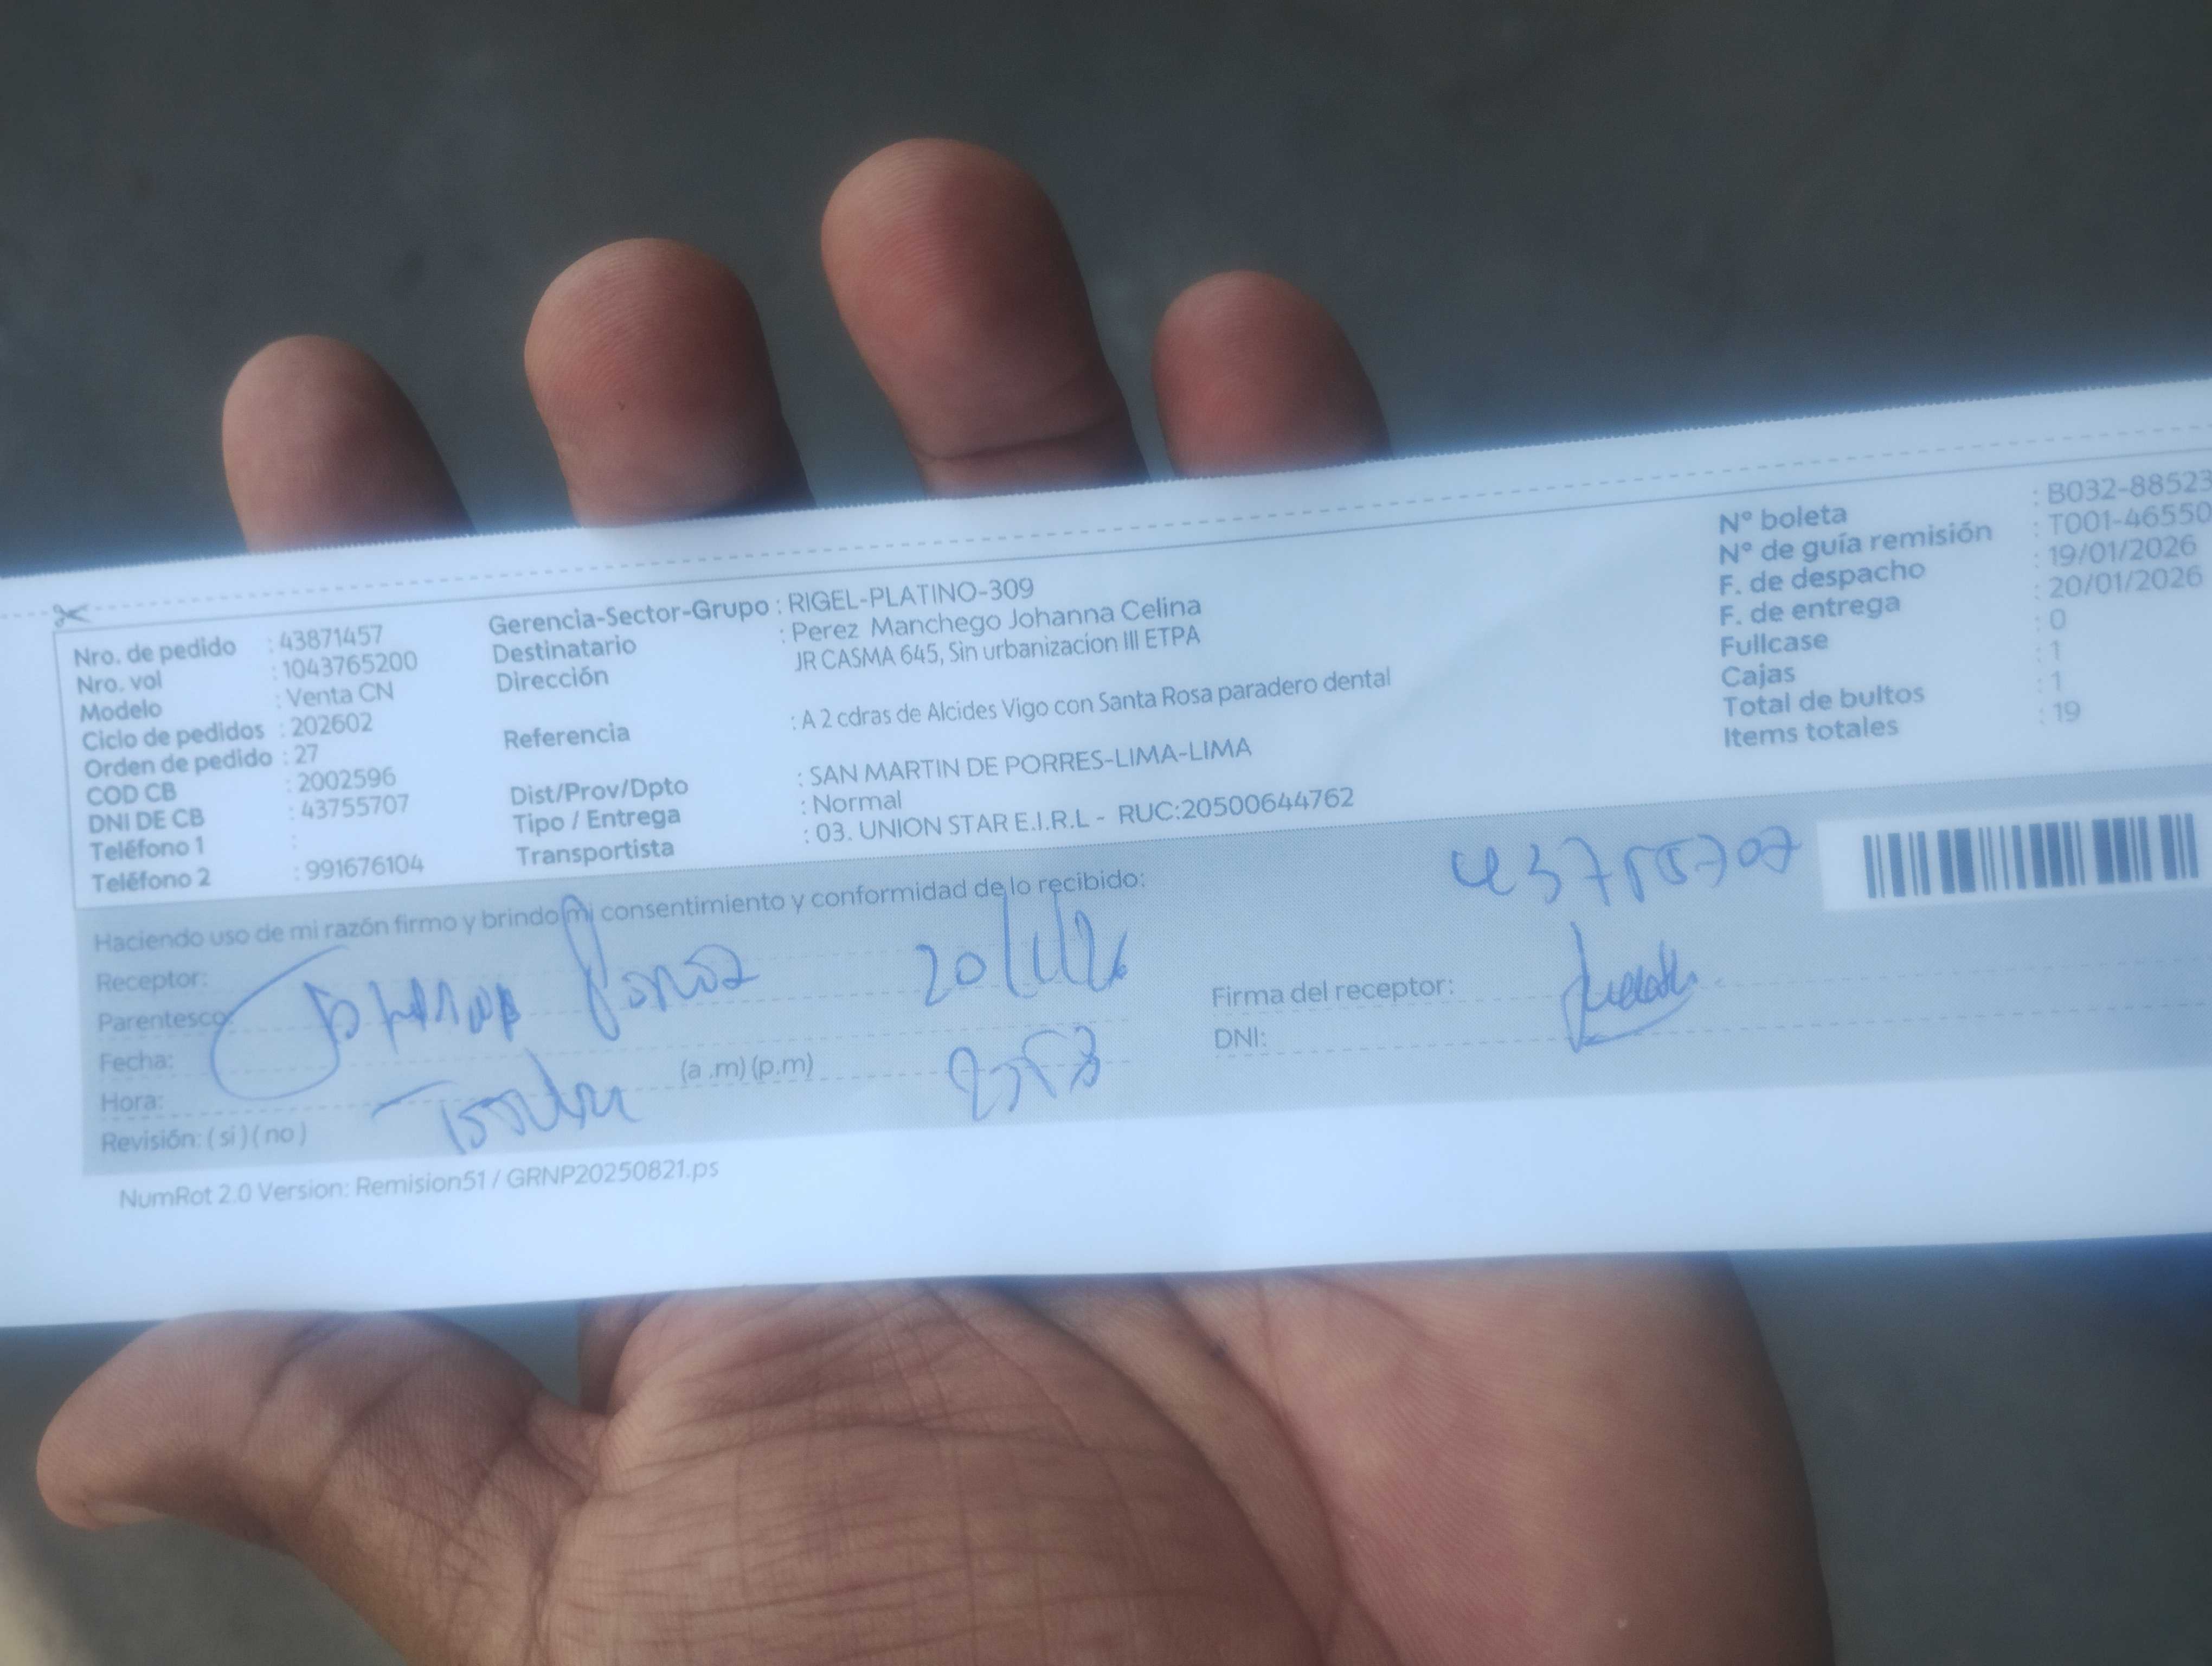 Nro. de pedido : 43871457
Nro. vol : 1043765200
Modelo : Venta CN
Ciclo de pedidos : 202602
Orden de pedido : 27
COD CB : 2002596
DNI DE CB : 43755707
Teléfono 1 :
Teléfono 2 : 991676104
Gerencia-Sector-Grupo : RIGEL-PLATINO-309
Destinatario : Perez Manchego Johanna Celina
Dirección JR CASMA 645, Sin urbanizacion III ETPA
Referencia : A 2 cdras de Alcides Vigo con Santa Rosa paradero dental
Dist/Prov/Dpto : SAN MARTIN DE PORRES-LIMA-LIMA
Tipo / Entrega : Normal
Transportista : 03. UNION STAR E.I.R.L - RUC:20500644762
N° boleta : B032-88523
N° de guía remisión : T001-46550
F. de despacho : 19/01/2026
F. de entrega : 20/01/2026
Fullcase : 0
Cajas : 1
Total de bultos : 1
Items totales : 19
Haciendo uso de mi razón firmo y brindo mi consentimiento y conformidad de lo recibido:
43755707
Receptor:
Johanna Perez 20/1/26
Parentesco:
Fecha:
Hora: (a .m) (p.m)
Titular
Revisión: ( si ) ( no )
Firma del receptor:
DNI:
NumRot 2.0 Version: Remision51 / GRNP20250821.ps